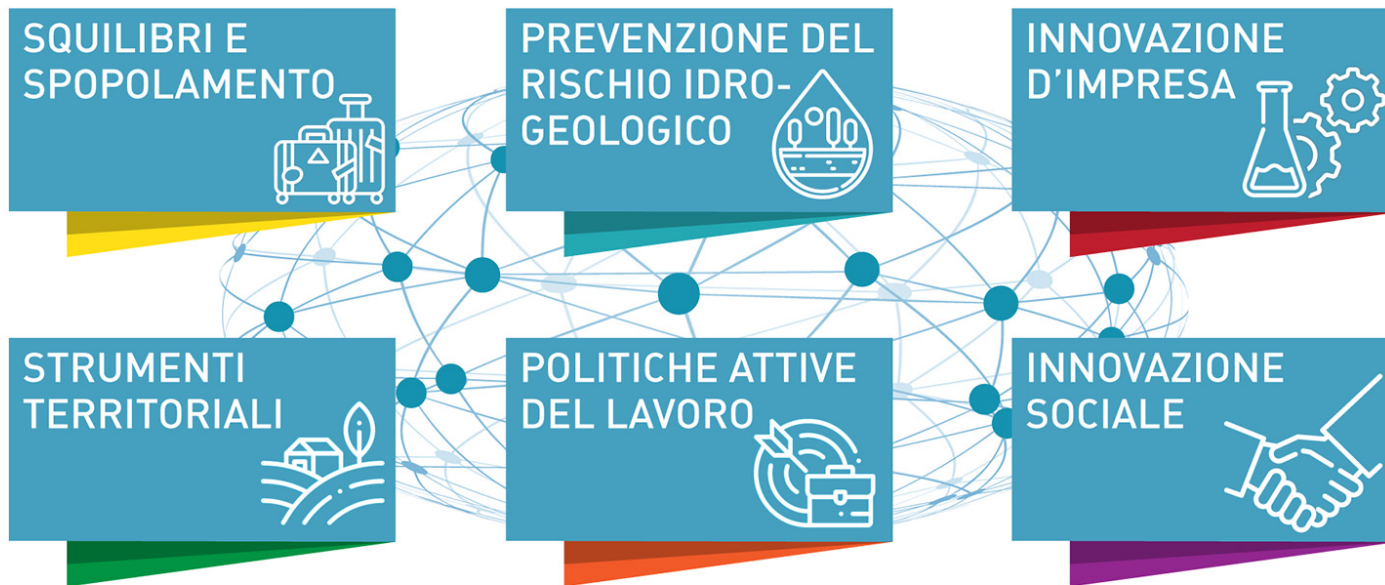 SQUILIBRI E
SPOPOLAMENTO
PREVENZIONE DEL
RISCHIO IDRO-
GEOLOGICO
INNOVAZIONE
D’IMPRESA
STRUMENTI
TERRITORIALI
POLITICHE ATTIVE
DEL LAVORO
INNOVAZIONE
SOCIALE